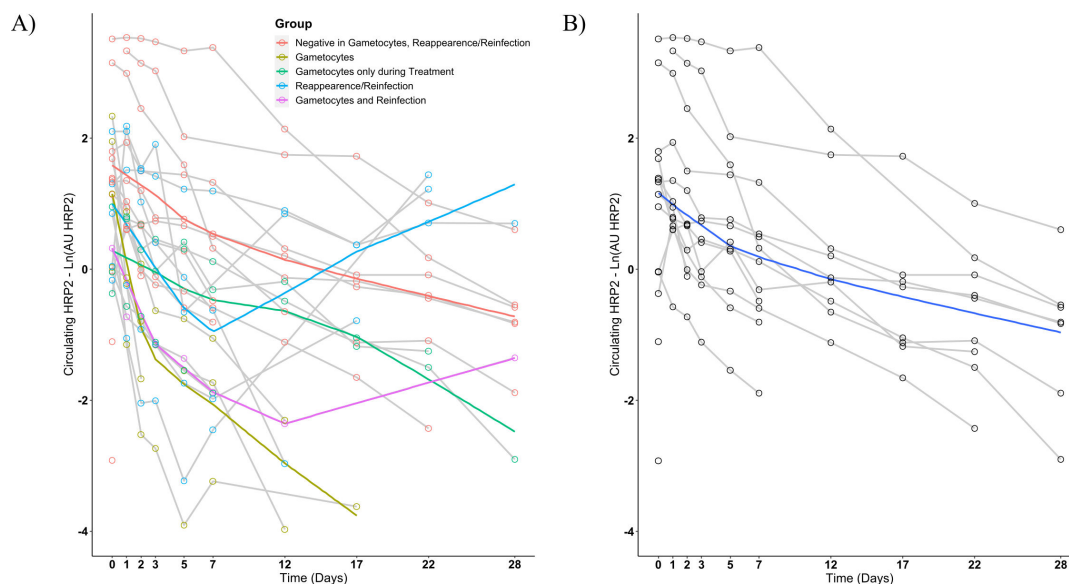 A)
B)
Group
Negative in Gametocytes, Reappearence/Reinfection
Gametocytes
Gametocytes only during Treatment
Reappearence/Reinfection
Gametocytes and Reinfection
Circulating HRP2 - Ln(AU HRP2)
2
0
-2
-4
0 1 2 3 5 7 12 17 22 28
Time (Days)
Circulating HRP2 - Ln(AU HRP2)
2
0
-2
-4
0 1 2 3 5 7 12 17 22 28
Time (Days)